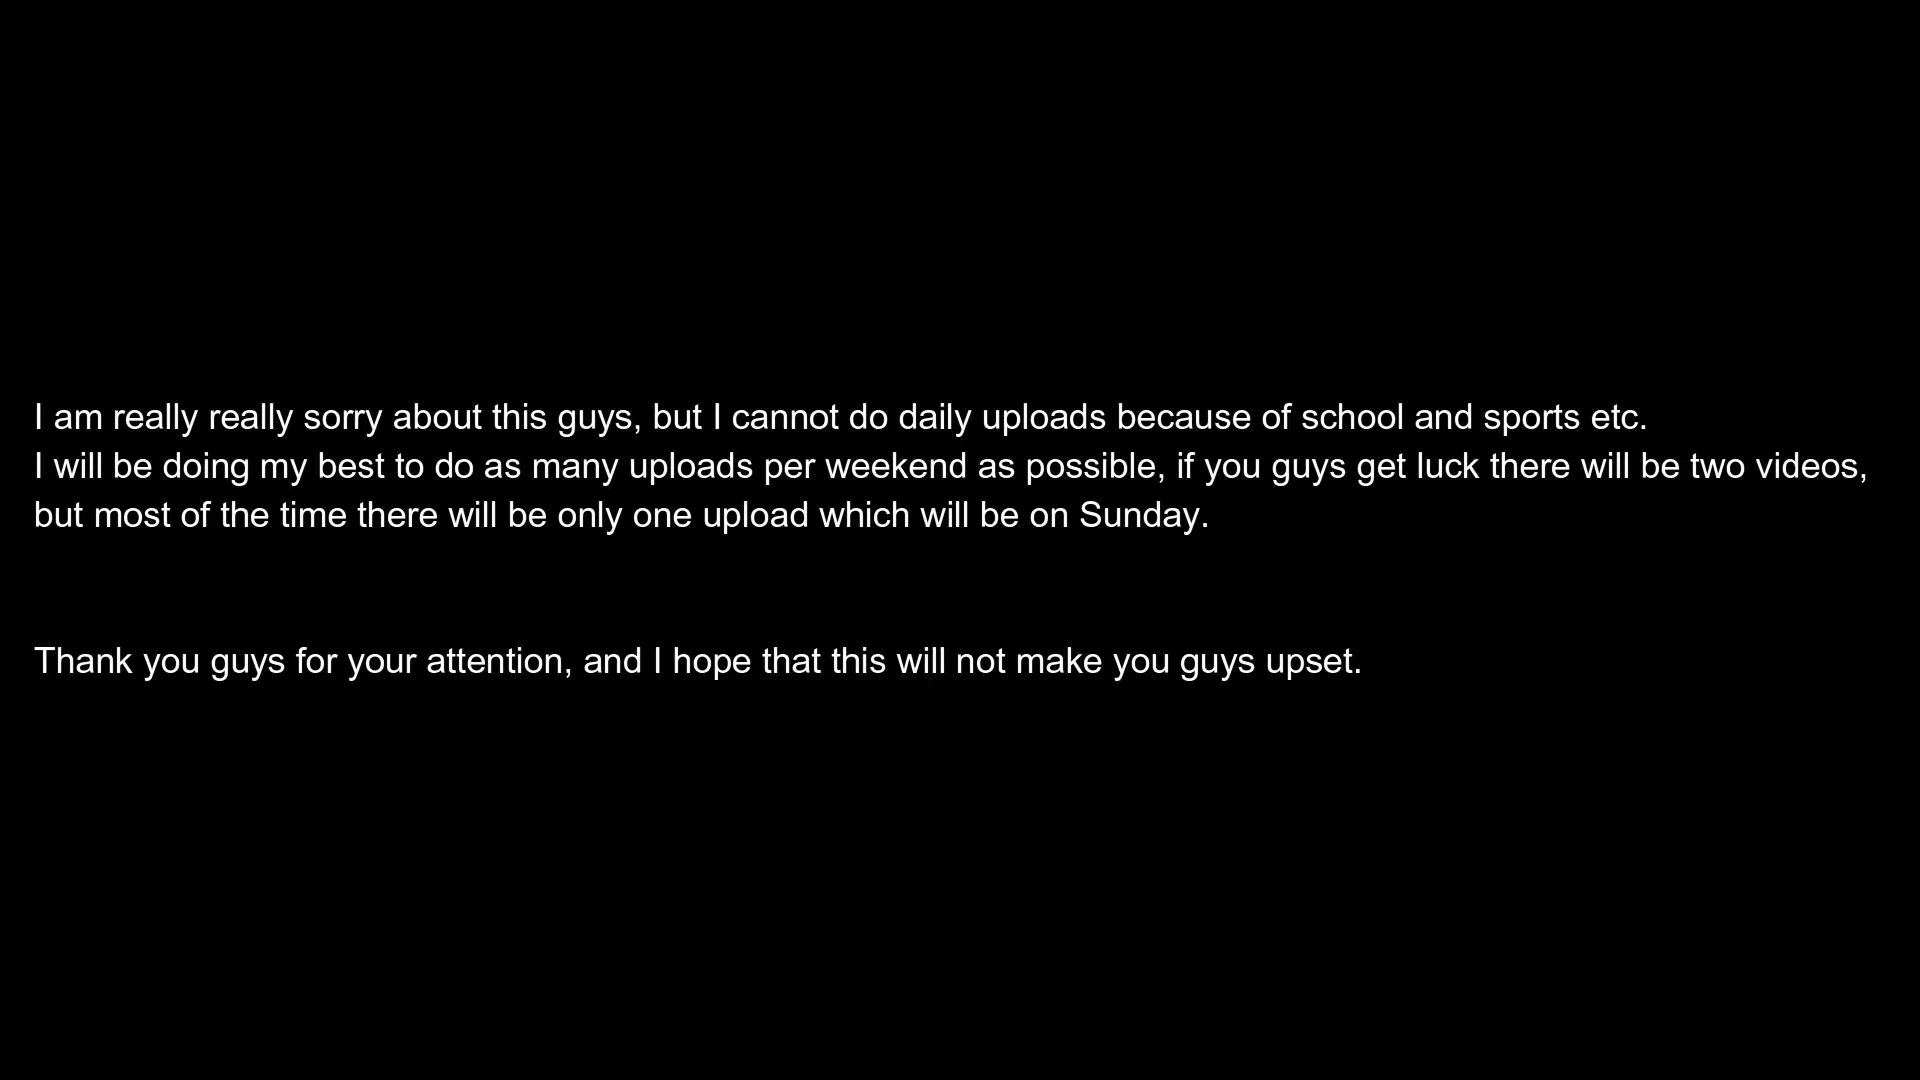 I am really really sorry about this guys, but I cannot do daily uploads because of school and sports etc.
I will be doing my best to do as many uploads per weekend as possible, if you guys get luck there will be two videos,
but most of the time there will be only one upload which will be on Sunday.
Thank you guys for your attention, and I hope that this will not make you guys upset.